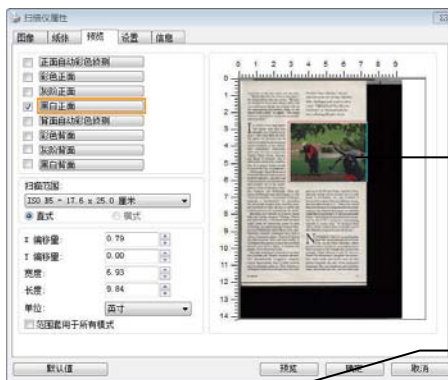 扫描仪属性
图像 纸张 预览 设置 信息
正面自动彩色侦测
彩色正面
灰阶正面
黑白正面
背面自动彩色侦测
彩色背面
灰阶背面
黑白背面
扫描范围:
ISO B5 - 17.6 x 25.0 厘米
直式 横式
X 偏移量: 0.79
Y 偏移量: 0.00
宽度: 6.93
长度: 9.84
单位: 英寸
范围套用于所有模式
0 1 2 3 4 5 6 7 8 9
0
1
2
3
4
5
6
7
8
9
10
11
12
13
14
默认值 预览 确定 取消